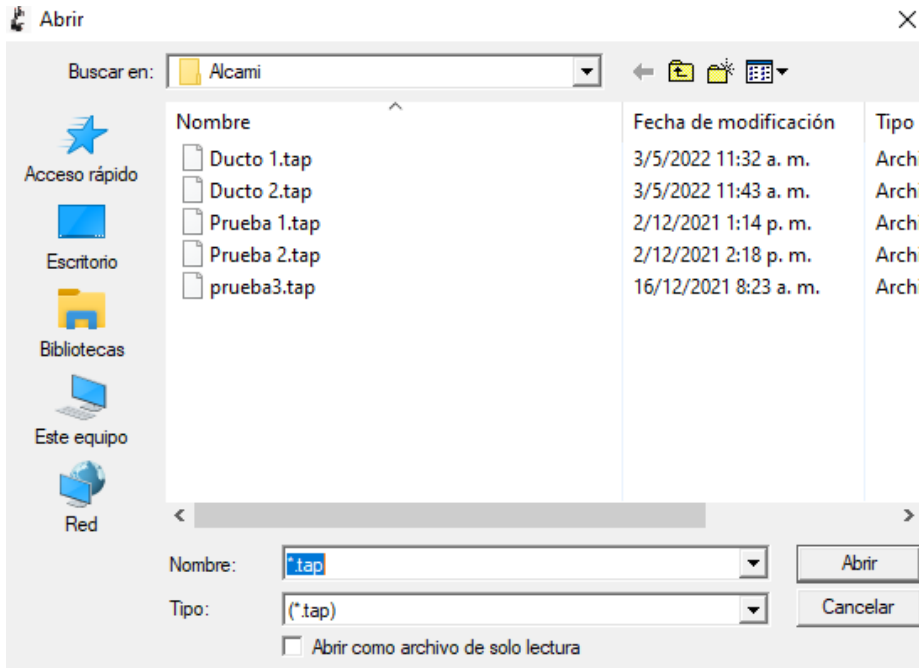 Abrir
Buscar en: Alcami
Nombre Fecha de modificación Tipo
Ducto 1.tap 3/5/2022 11:32 a. m. Archi
Ducto 2.tap 3/5/2022 11:43 a. m. Archi
Prueba 1.tap 2/12/2021 1:14 p. m. Archi
Prueba 2.tap 2/12/2021 2:18 p. m. Archi
prueba3.tap 16/12/2021 8:23 a. m. Archi
Acceso rápido
Escritorio
Bibliotecas
Este equipo
Red
Nombre: *.tap Abrir
Tipo: (*.tap) Cancelar
Abrir como archivo de solo lectura